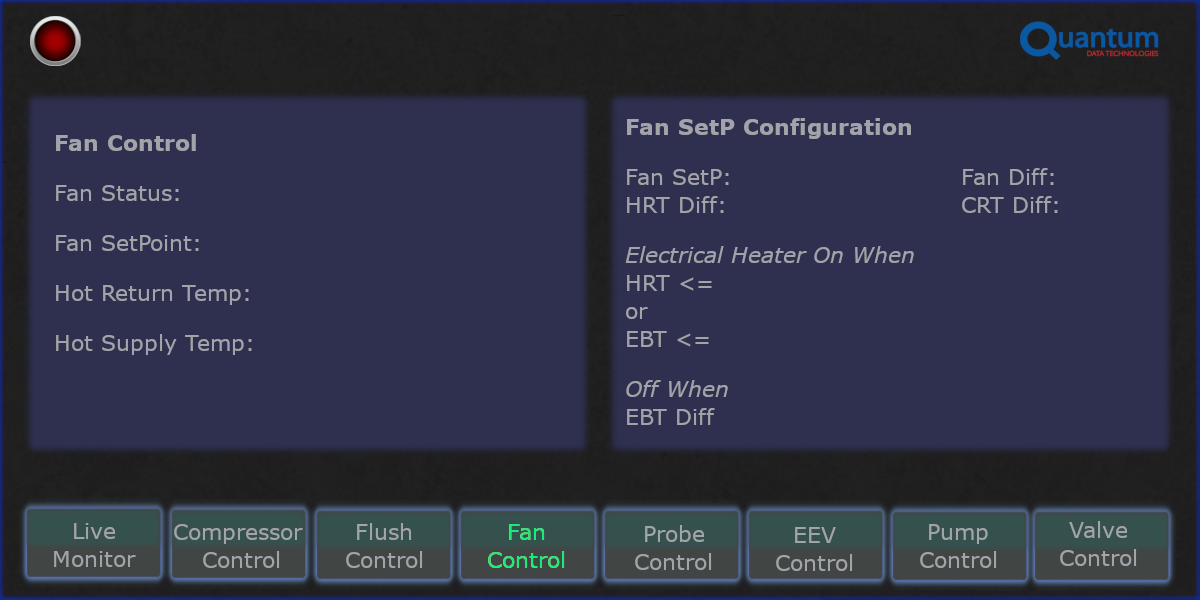 Quantum
DATA TECHNOLOGIES
Fan Control
Fan Status:
Fan SetPoint:
Hot Return Temp:
Hot Supply Temp:
Fan SetP Configuration
Fan SetP: Fan Diff:
HRT Diff: CRT Diff:
Electrical Heater On When
HRT <=
or
EBT <=
Off When
EBT Diff
Live
Monitor
Compressor
Control
Flush
Control
Fan
Control
Probe
Control
EEV
Control
Pump
Control
Valve
Control